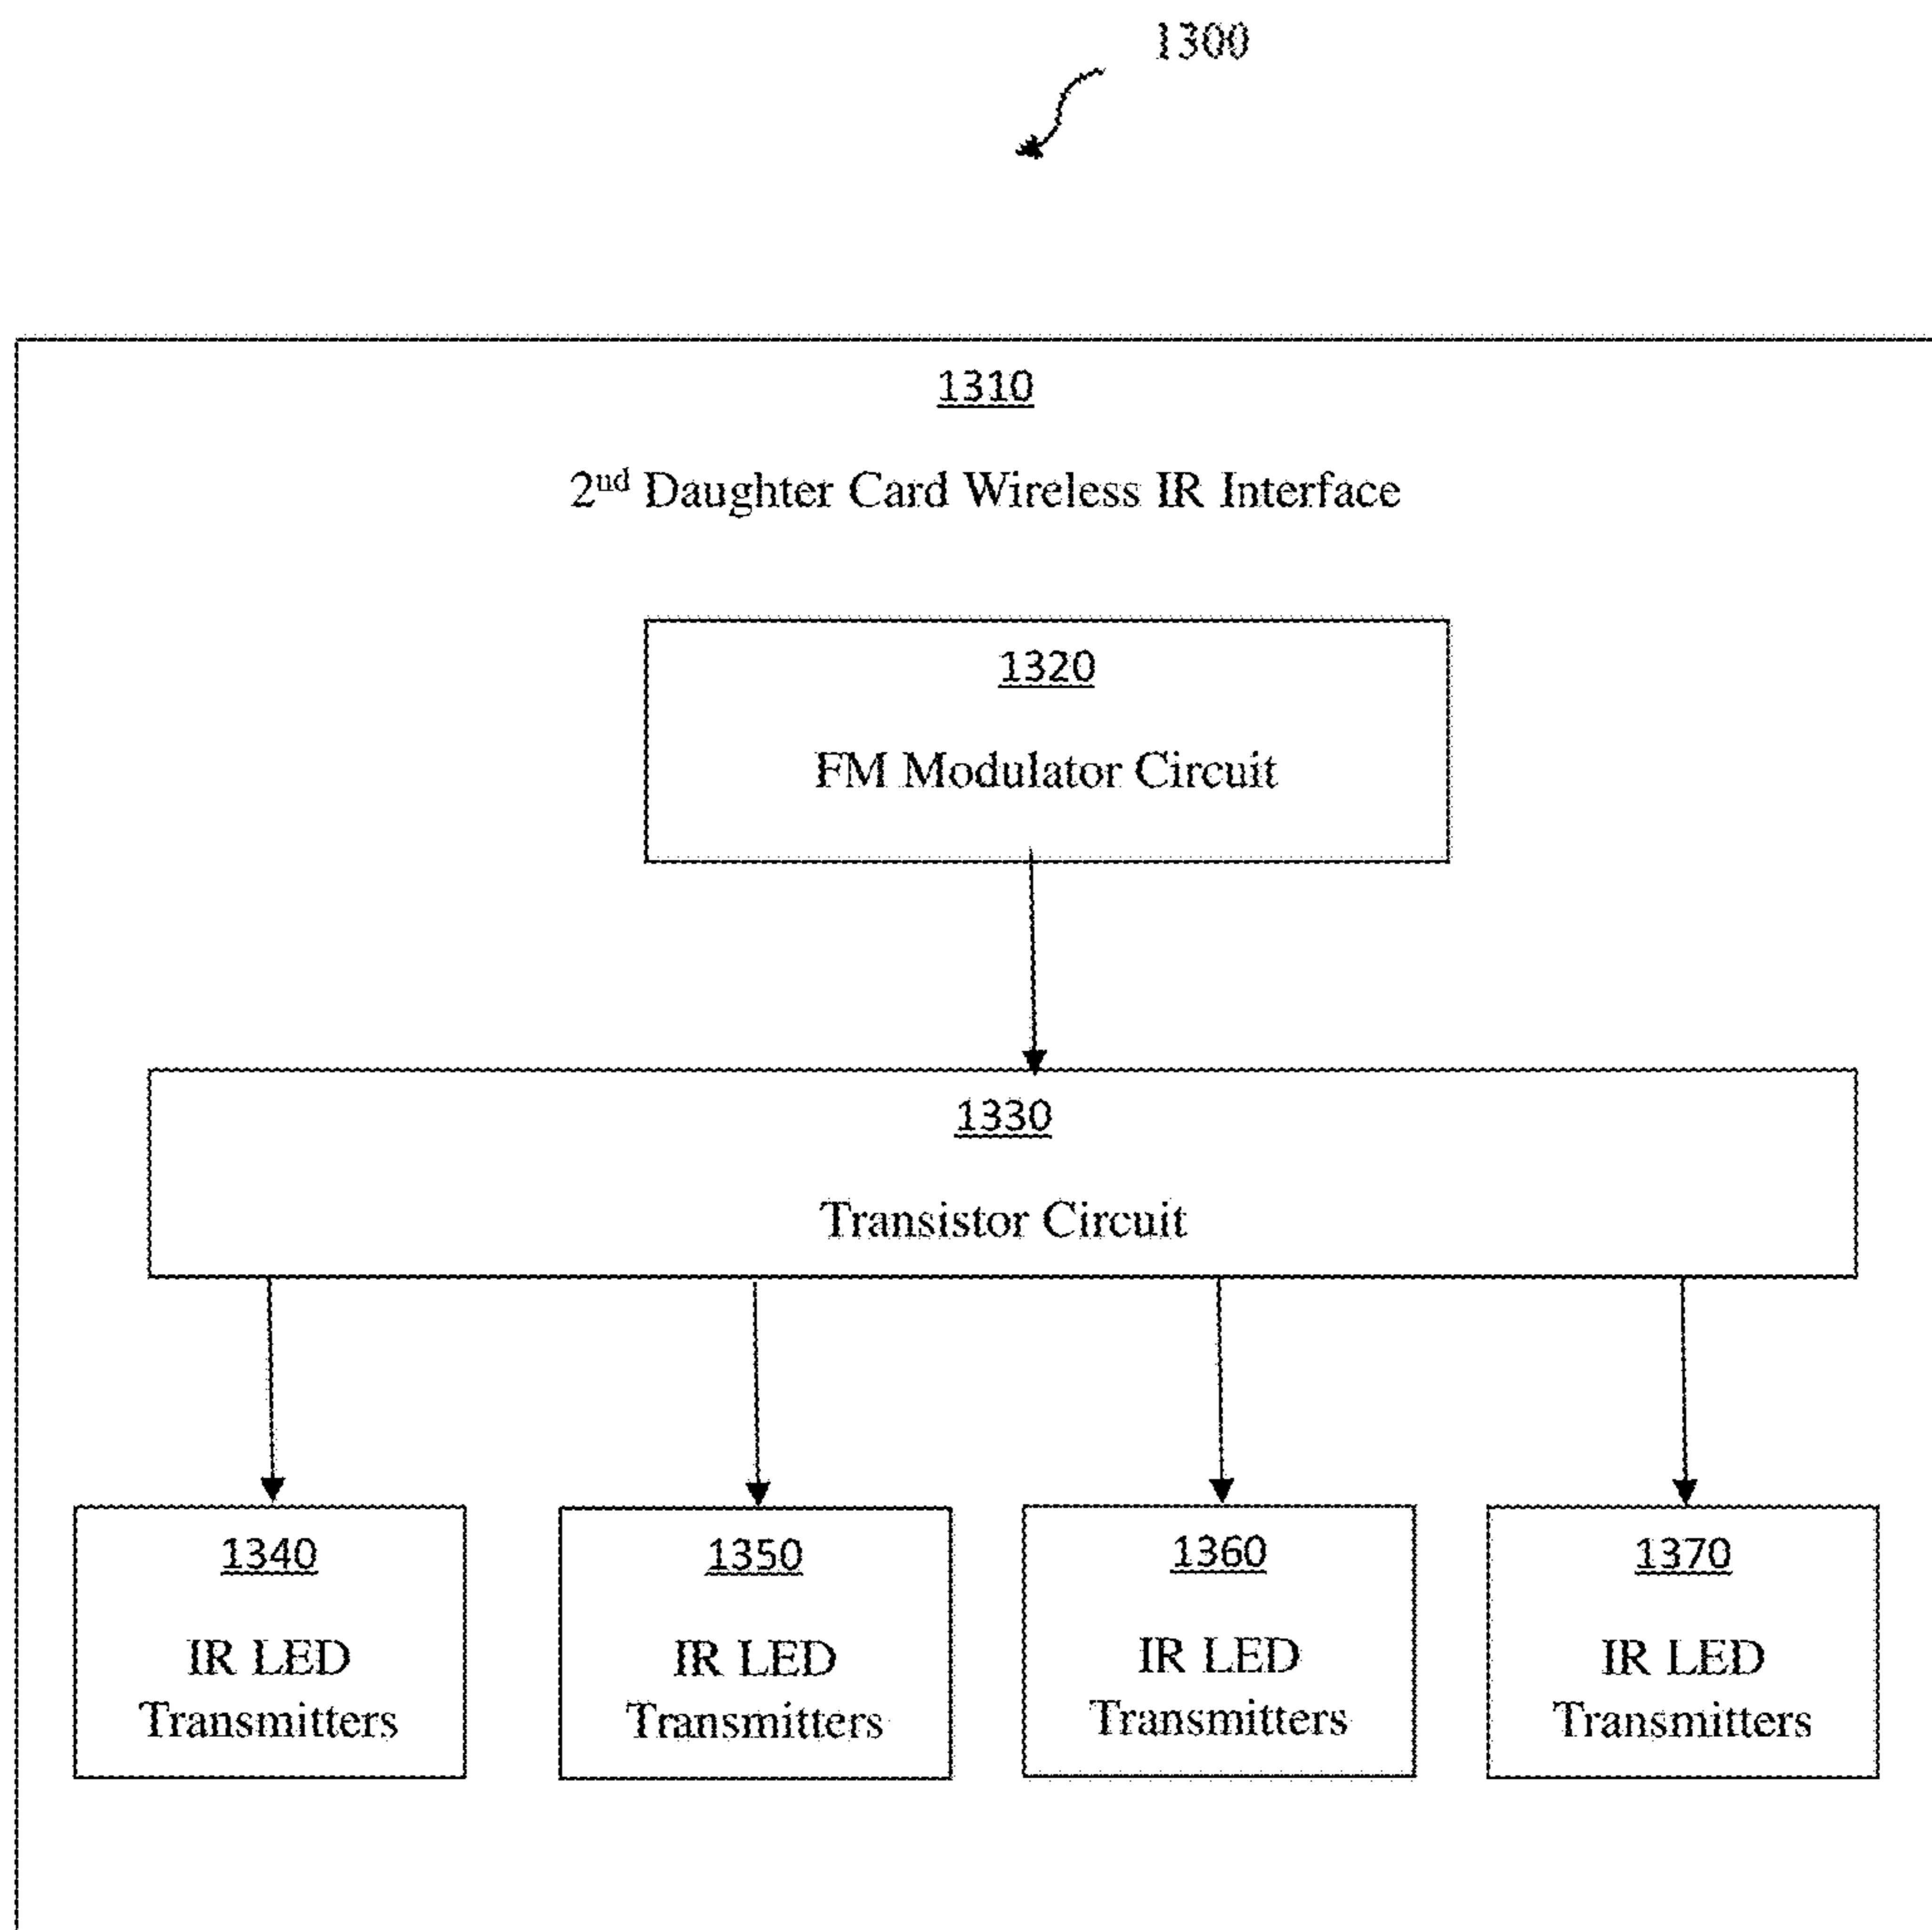 1300
1310
2nd Daughter Card Wireless IR Interface
1320
FM Modulator Circuit
1330
Transistor Circuit
1340
IR LED
Transmitters
1350
IR LED
Transmitters
1360
IR LED
Transmitters
1370
IR LED
Transmitters